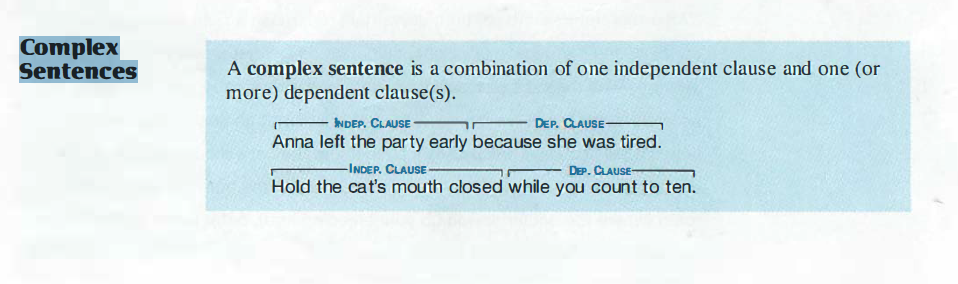 Complex
Sentences
A complex sentence is a combination of one independent clause and one (or
more) dependent clause(s).
INDEP. CLAUSE DEP. CLAUSE
Anna left the party early because she was tired.
INDEP. CLAUSE DEP. CLAUSE
Hold the cat's mouth closed while you count to ten.